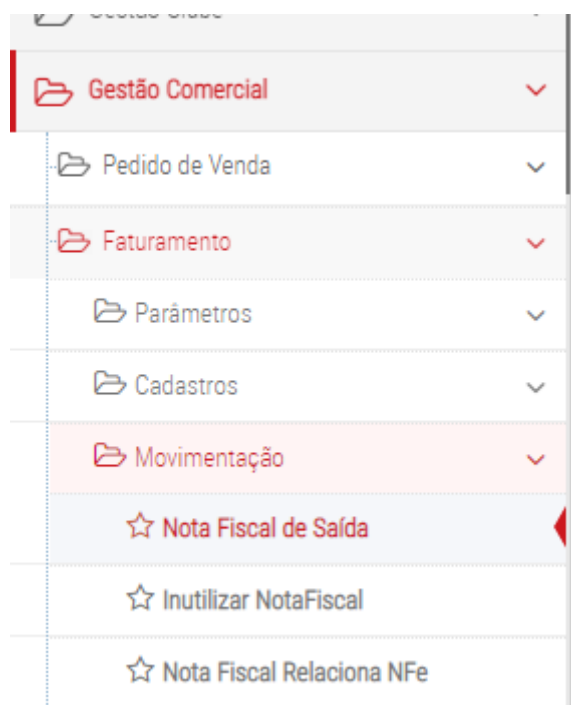 Gestão Comercial
Pedido de Venda
Faturamento
Parâmetros
Cadastros
Movimentação
Nota Fiscal de Saída
Inutilizar NotaFiscal
Nota Fiscal Relaciona NFe